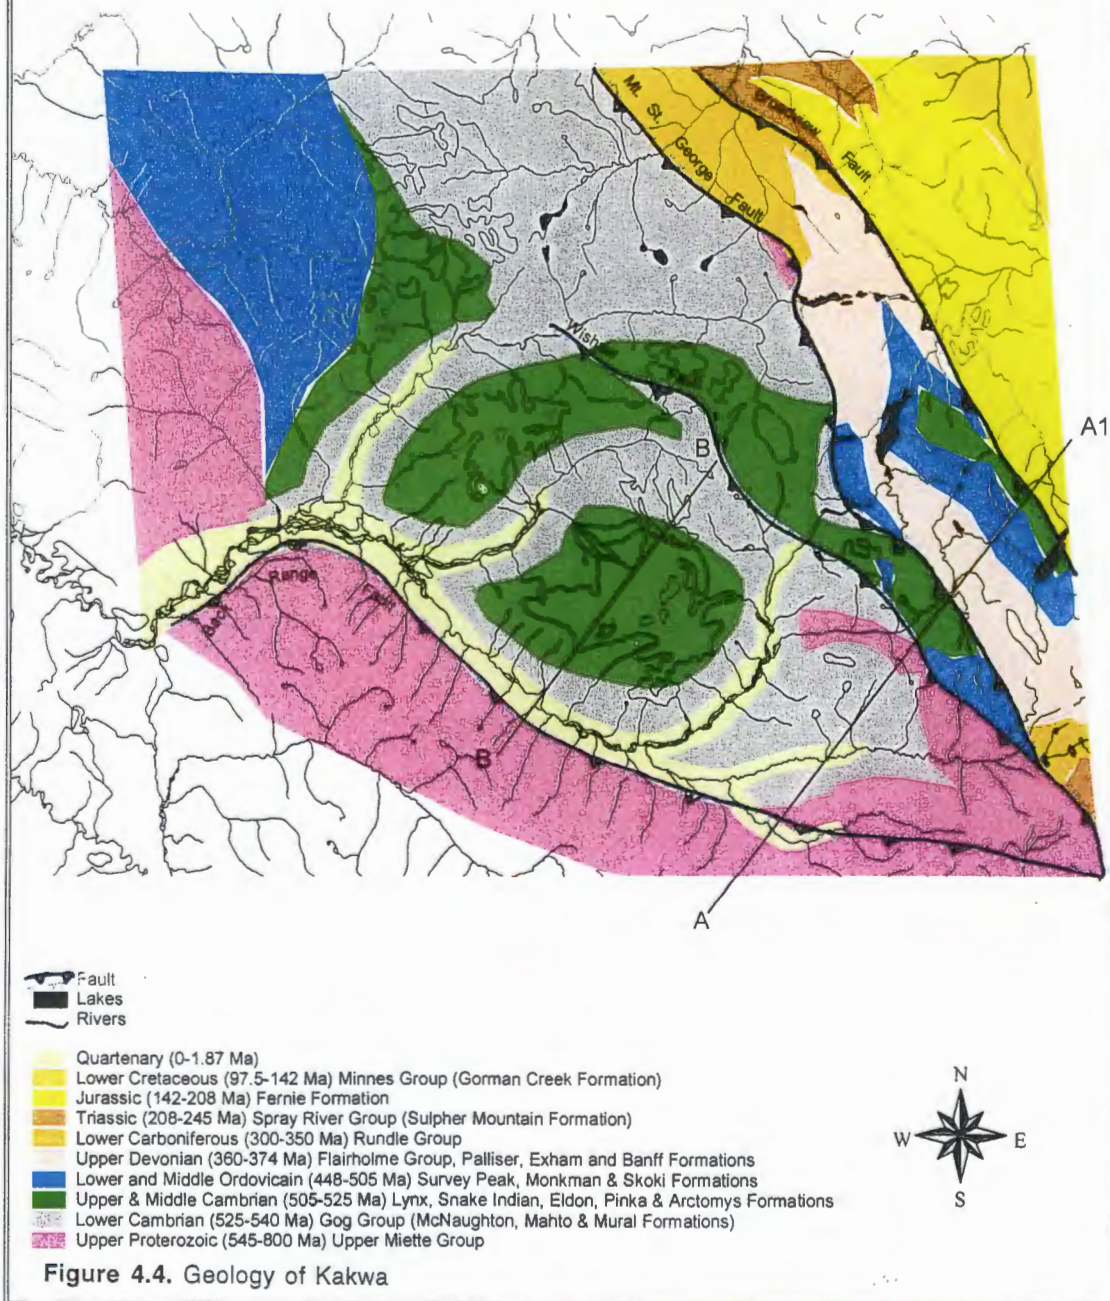 Mt. St. George Fault
Broadview Fault
Wish
A1
B
Back Range Fault
B
A
Fault
Lakes
Rivers
Quartenary (0-1.87 Ma)
Lower Cretaceous (97.5-142 Ma) Minnes Group (Gorman Creek Formation)
Jurassic (142-208 Ma) Fernie Formation
Triassic (208-245 Ma) Spray River Group (Sulpher Mountain Formation)
Lower Carboniferous (300-350 Ma) Rundle Group
Upper Devonian (360-374 Ma) Flairholme Group, Palliser, Exham and Banff Formations
Lower and Middle Ordovicain (448-505 Ma) Survey Peak, Monkman & Skoki Formations
Upper & Middle Cambrian (505-525 Ma) Lynx, Snake Indian, Eldon, Pinka & Arctomys Formations
Lower Cambrian (525-540 Ma) Gog Group (McNaughton, Mahto & Mural Formations)
Upper Proterozoic (545-800 Ma) Upper Miette Group
N
W E
S
Figure 4.4. Geology of Kakwa